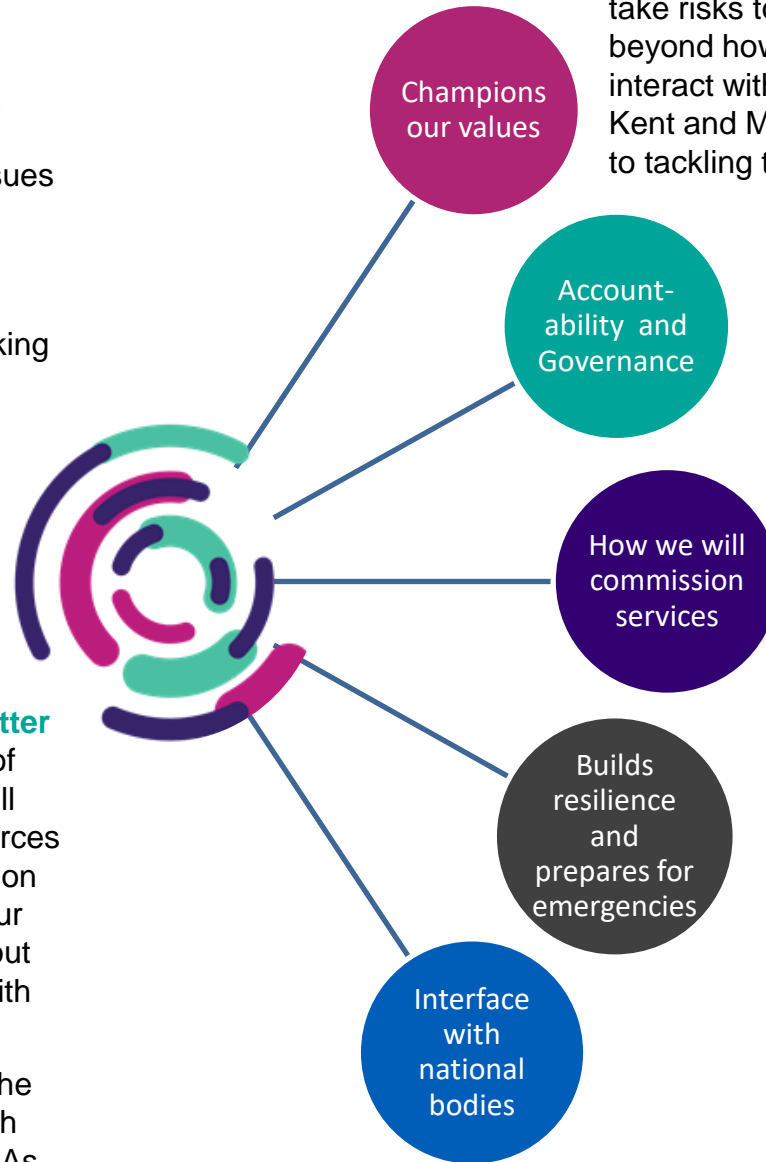 sues
king
tter
of
ll
rces
on
ur
out
ith
he
h
As
take risks to
beyond how
interact with
Kent and M
to tackling t
Champions
our values
Account-
ability and
Governance
How we will
commission
services
Builds
resilience
and
prepares for
emergencies
Interface
with
national
bodies